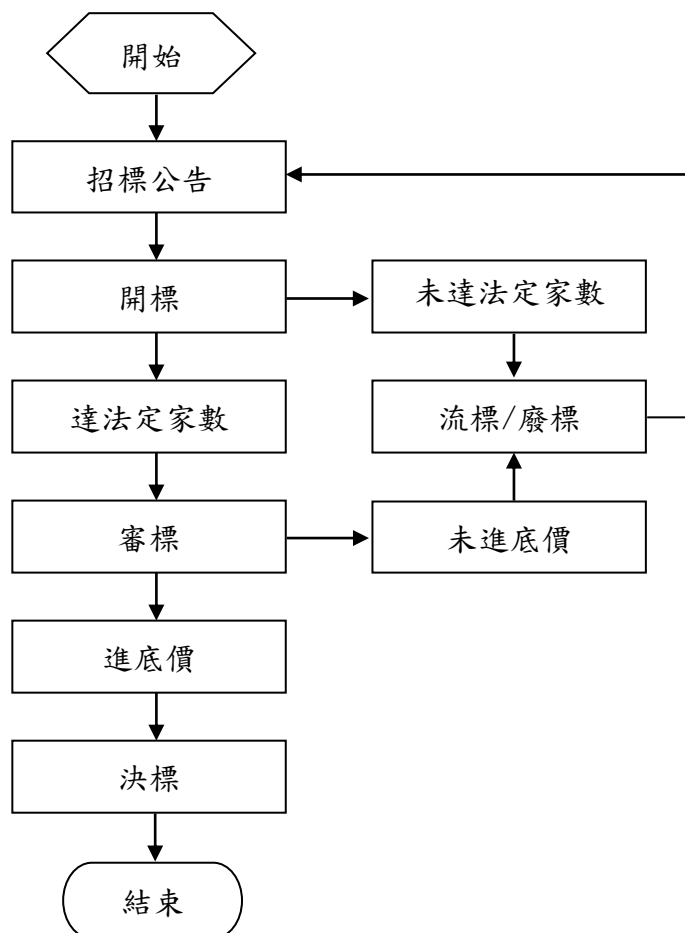 開始
招標公告
開標
未達法定家數
達法定家數
流標/廢標
審標
未進底價
進底價
決標
結束